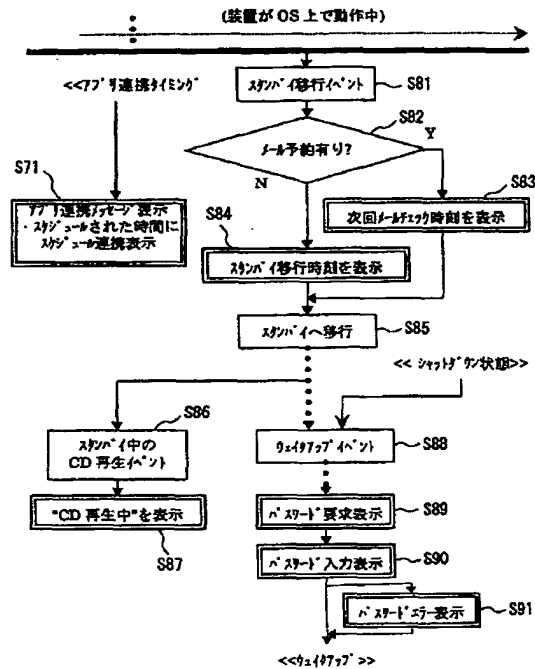 (装置が OS 上で動作中)
<<アプリ連携タイミング
スタンバイ移行イベント
S81
S82
メール予約有り?
Y
N
S71
アプリ連携メッセージ表示
・スケジュールされた時間に
スケジュール連携表示
S83
次回メールチェック時刻を表示
S84
スタンバイ移行時刻を表示
スタンバイへ移行
S85
<< シャットダウン状態>>
S86
スタンバイ中の
CD 再生イベント
ウェイクアップイベント
S88
"CD 再生中"を表示
S87
パスワード要求表示
S89
パスワード入力表示
S90
パスワードエラー表示
S91
<<ウェイクアップ>>